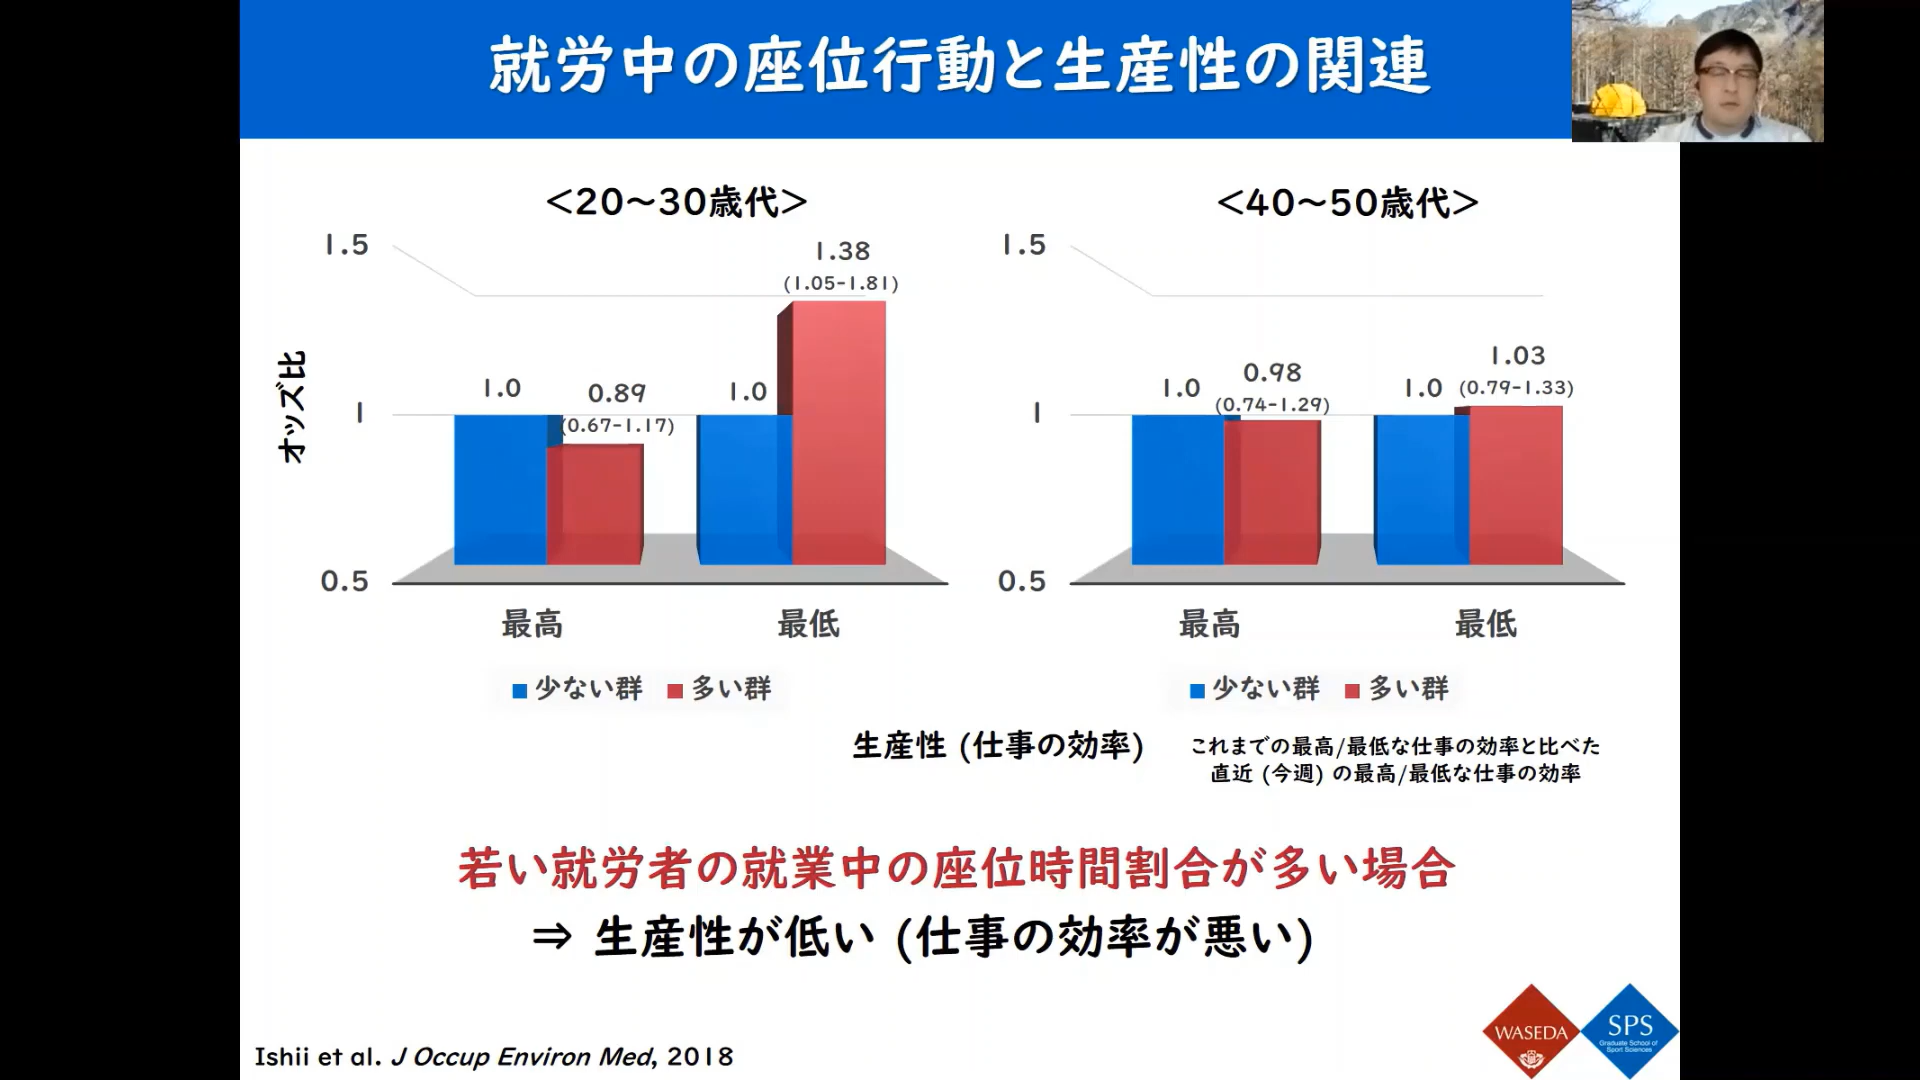 就労中の座位行動と生産性の関連
<20～30歳代>
1.5
1
0.5
オッズ比
1.0
0.89
(0.67-1.17)
1.0
1.38
(1.05-1.81)
最高
最低
少ない群 多い群
<40～50歳代>
1.5
1
0.5
1.0
0.98
(0.74-1.29)
1.0
1.03
(0.79-1.33)
最高
最低
少ない群 多い群
生産性 (仕事の効率)
これまでの最高/最低な仕事の効率と比べた
直近 (今週) の最高/最低な仕事の効率
若い就労者の就業中の座位時間割合が多い場合
⇒ 生産性が低い (仕事の効率が悪い)
Ishii et al. J Occup Environ Med, 2018
WASEDA
SPS
Graduate School of
Sport Sciences